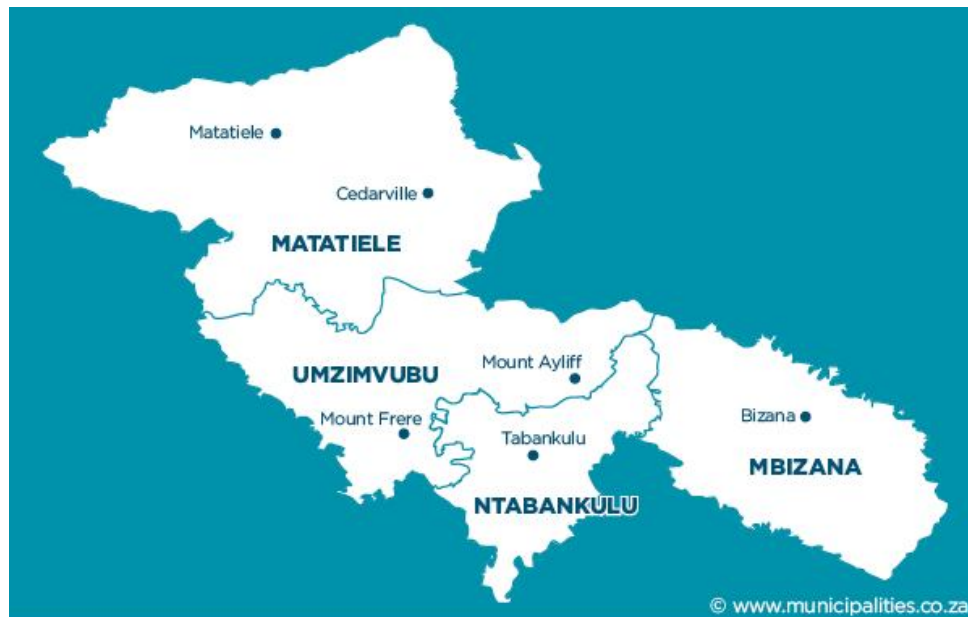 Matatiele
Cedarville
MATATIELE
Mount Ayliff
UMZIMVUBU
Mount Frere
Bizana
Tabankulu
MBIZANA
NTABANKULU
© www.municipalities.co.za